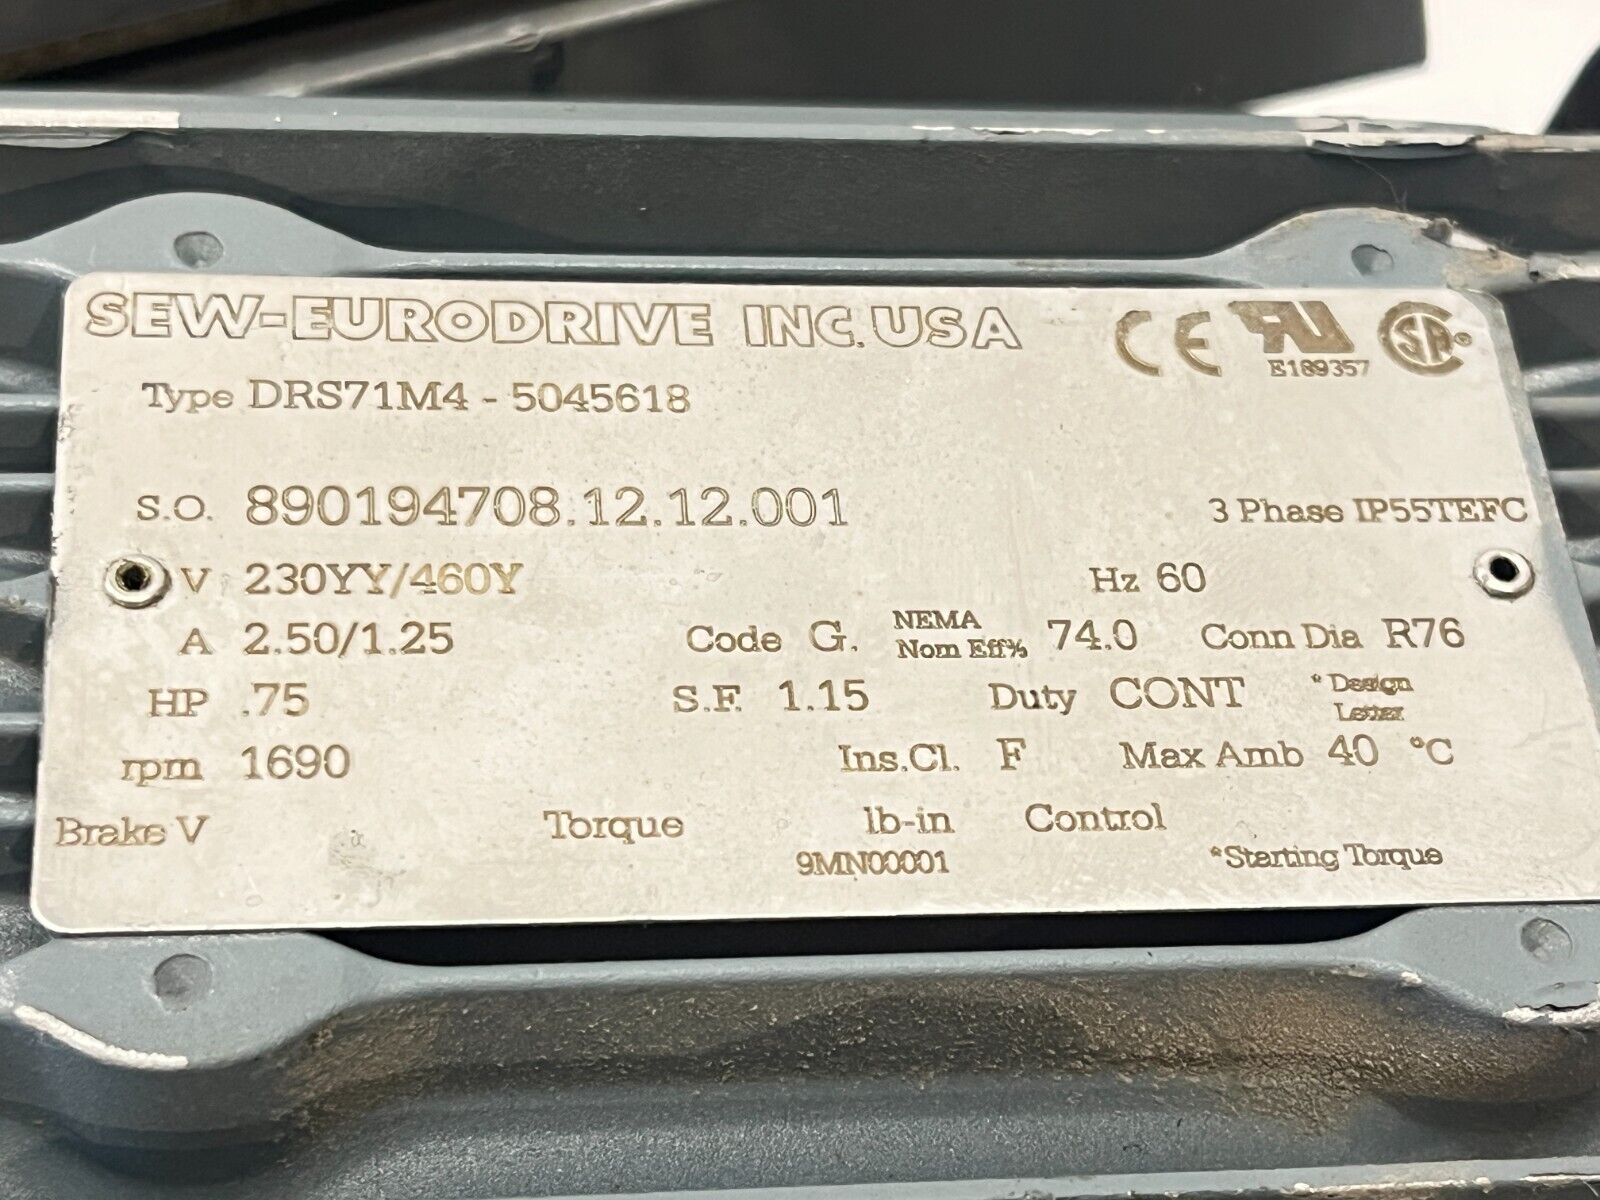 SEW-EURODRIVE INC. USA
CE
E189357
Type DRS71M4 - 5045618
S.O. 890194708.12.12.001 3 Phase IP55TEFC
V 230YY/460Y Hz 60
A 2.50/1.25 Code G. NEMA Nom Eff% 74.0 Conn Dia R76
HP .75 S.F. 1.15 Duty CONT *Design Letter
rpm 1690 Ins.Cl. F Max Amb 40 °C
Brake V Torque lb-in Control
9MN00001 *Starting Torque